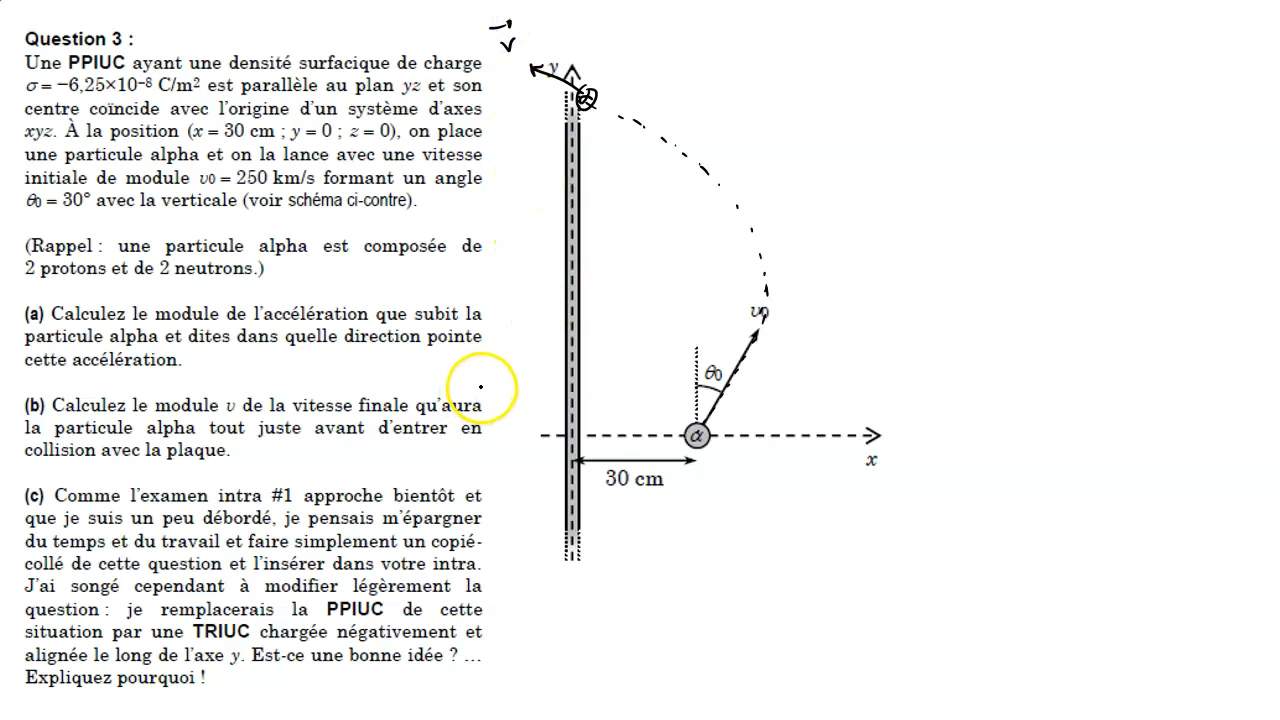 Question 3 :
Une PPIUC ayant une densité surfacique de charge
σ = −6,25×10⁻⁸ C/m² est parallèle au plan yz et son
centre coïncide avec l'origine d'un système d'axes
xyz. À la position (x = 30 cm ; y = 0 ; z = 0), on place
une particule alpha et on la lance avec une vitesse
initiale de module υ0 = 250 km/s formant un angle
θ0 = 30° avec la verticale (voir schéma ci-contre).
(Rappel : une particule alpha est composée de
2 protons et de 2 neutrons.)
(a) Calculez le module de l'accélération que subit la
particule alpha et dites dans quelle direction pointe
cette accélération.
(b) Calculez le module υ de la vitesse finale qu'aura
la particule alpha tout juste avant d'entrer en
collision avec la plaque.
(c) Comme l'examen intra #1 approche bientôt et
que je suis un peu débordé, je pensais m'épargner
du temps et du travail et faire simplement un copié-
collé de cette question et l'insérer dans votre intra.
J'ai songé cependant à modifier légèrement la
question : je remplacerais la PPIUC de cette
situation par une TRIUC chargée négativement et
alignée le long de l'axe y. Est-ce une bonne idée ? …
Expliquez pourquoi !
v
y
α
υ0
θ0
α
x
30 cm